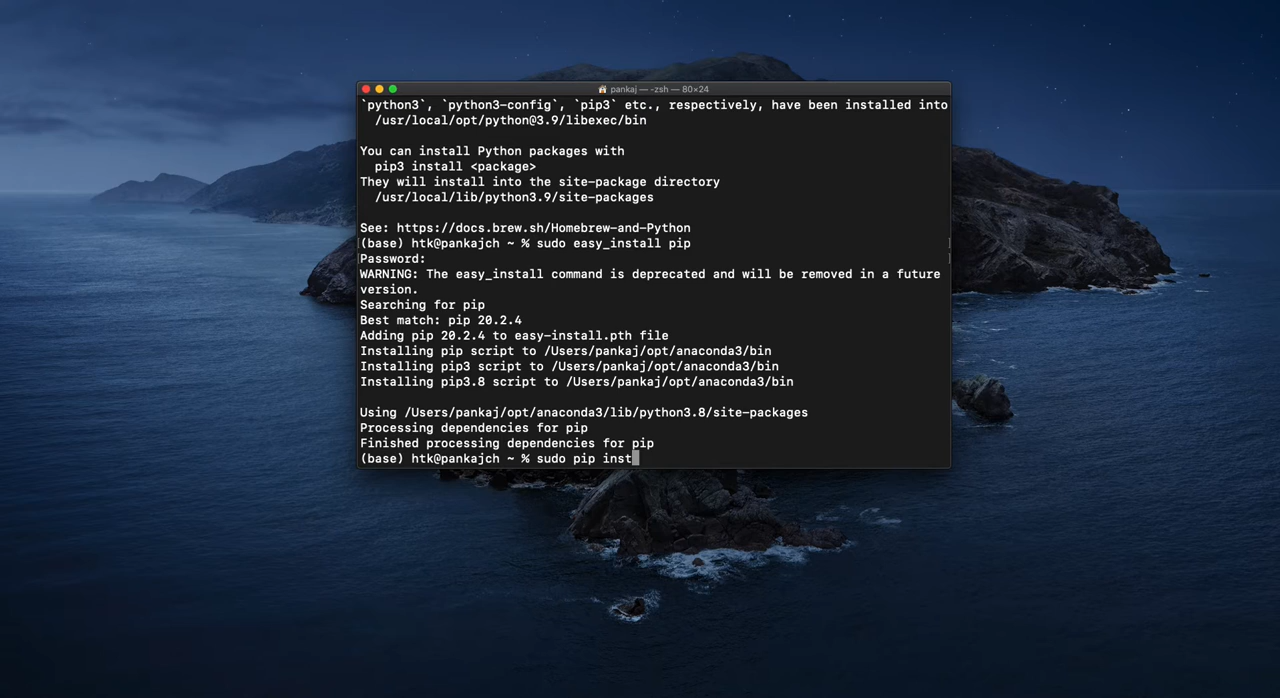 pankaj — -zsh — 80×24
`python3`, `python3-config`, `pip3` etc., respectively, have been installed into
/usr/local/opt/python@3.9/libexec/bin
You can install Python packages with
pip3 install <package>
They will install into the site-package directory
/usr/local/lib/python3.9/site-packages
See: https://docs.brew.sh/Homebrew-and-Python
(base) htk@pankajch ~ % sudo easy_install pip
Password:
WARNING: The easy_install command is deprecated and will be removed in a future
version.
Searching for pip
Best match: pip 20.2.4
Adding pip 20.2.4 to easy-install.pth file
Installing pip script to /Users/pankaj/opt/anaconda3/bin
Installing pip3 script to /Users/pankaj/opt/anaconda3/bin
Installing pip3.8 script to /Users/pankaj/opt/anaconda3/bin
Using /Users/pankaj/opt/anaconda3/lib/python3.8/site-packages
Processing dependencies for pip
Finished processing dependencies for pip
(base) htk@pankajch ~ % sudo pip inst